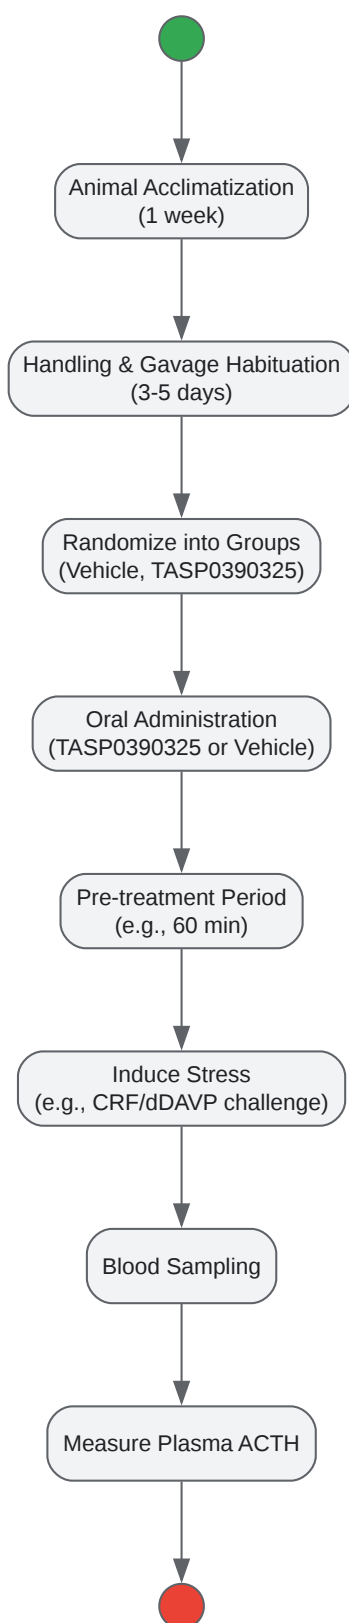 Animal Acclimatization
(1 week)
Handling & Gavage Habituation
(3-5 days)
Randomize into Groups
(Vehicle, TASP0390325)
Oral Administration
(TASP0390325 or Vehicle)
Pre-treatment Period
(e.g., 60 min)
Induce Stress
(e.g., CRF/dDAVP challenge)
Blood Sampling
Measure Plasma ACTH